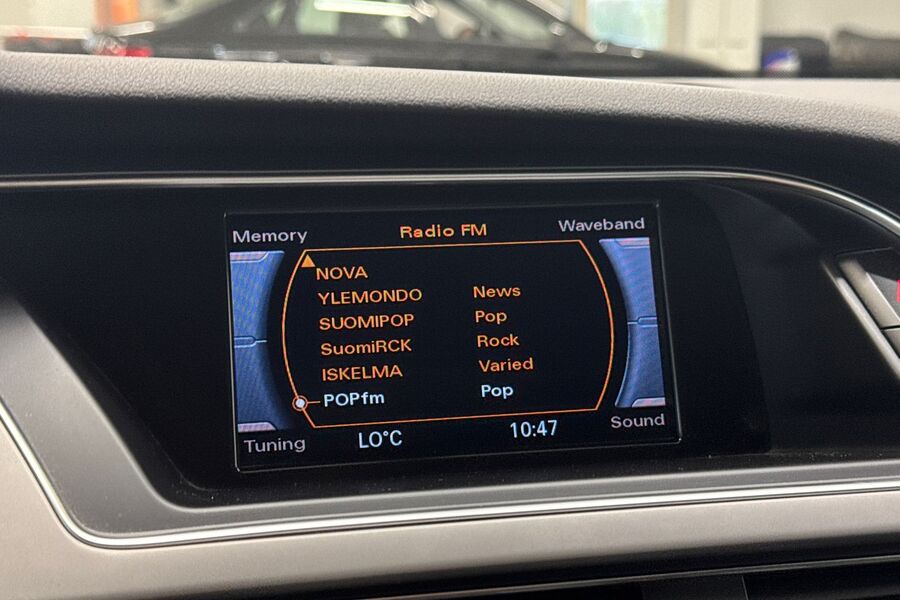 Memory Radio FM Waveband
NOVA
YLEMONDO News
SUOMIPOP Pop
SuomiRCK Rock
ISKELMA Varied
POPfm Pop
Tuning LO°C 10:47 Sound